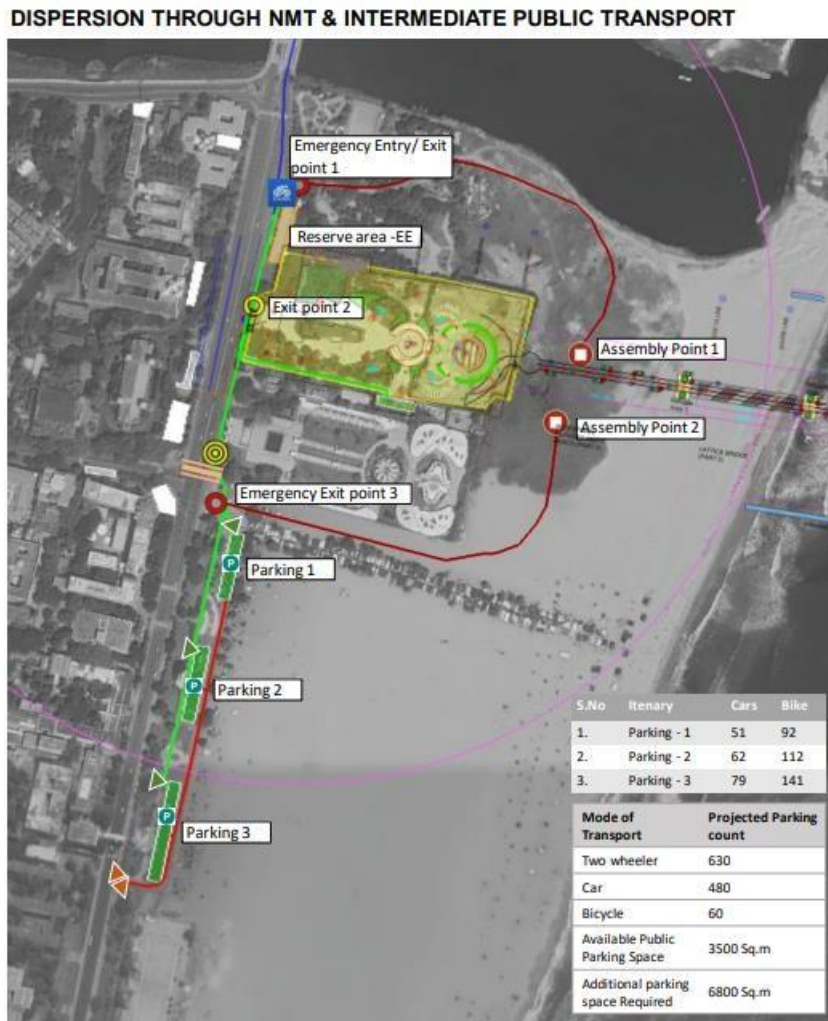 DISPERSION THROUGH NMT & INTERMEDIATE PUBLIC TRANSPORT
Emergency Entry/ Exit
point 1
Reserve area -EE
Exit point 2
Assembly Point 1
Assembly Point 2
Emergency Exit point 3
P
Parking 1
P
Parking 2
P
Parking 3
S.No Itenary Cars Bike
1. Parking - 1 51 92
2. Parking - 2 62 112
3. Parking - 3 79 141
Mode of Transport Projected Parking count
Two wheeler 630
Car 480
Bicycle 60
Available Public Parking Space 3500 Sq.m
Additional parking space Required 6800 Sq.m